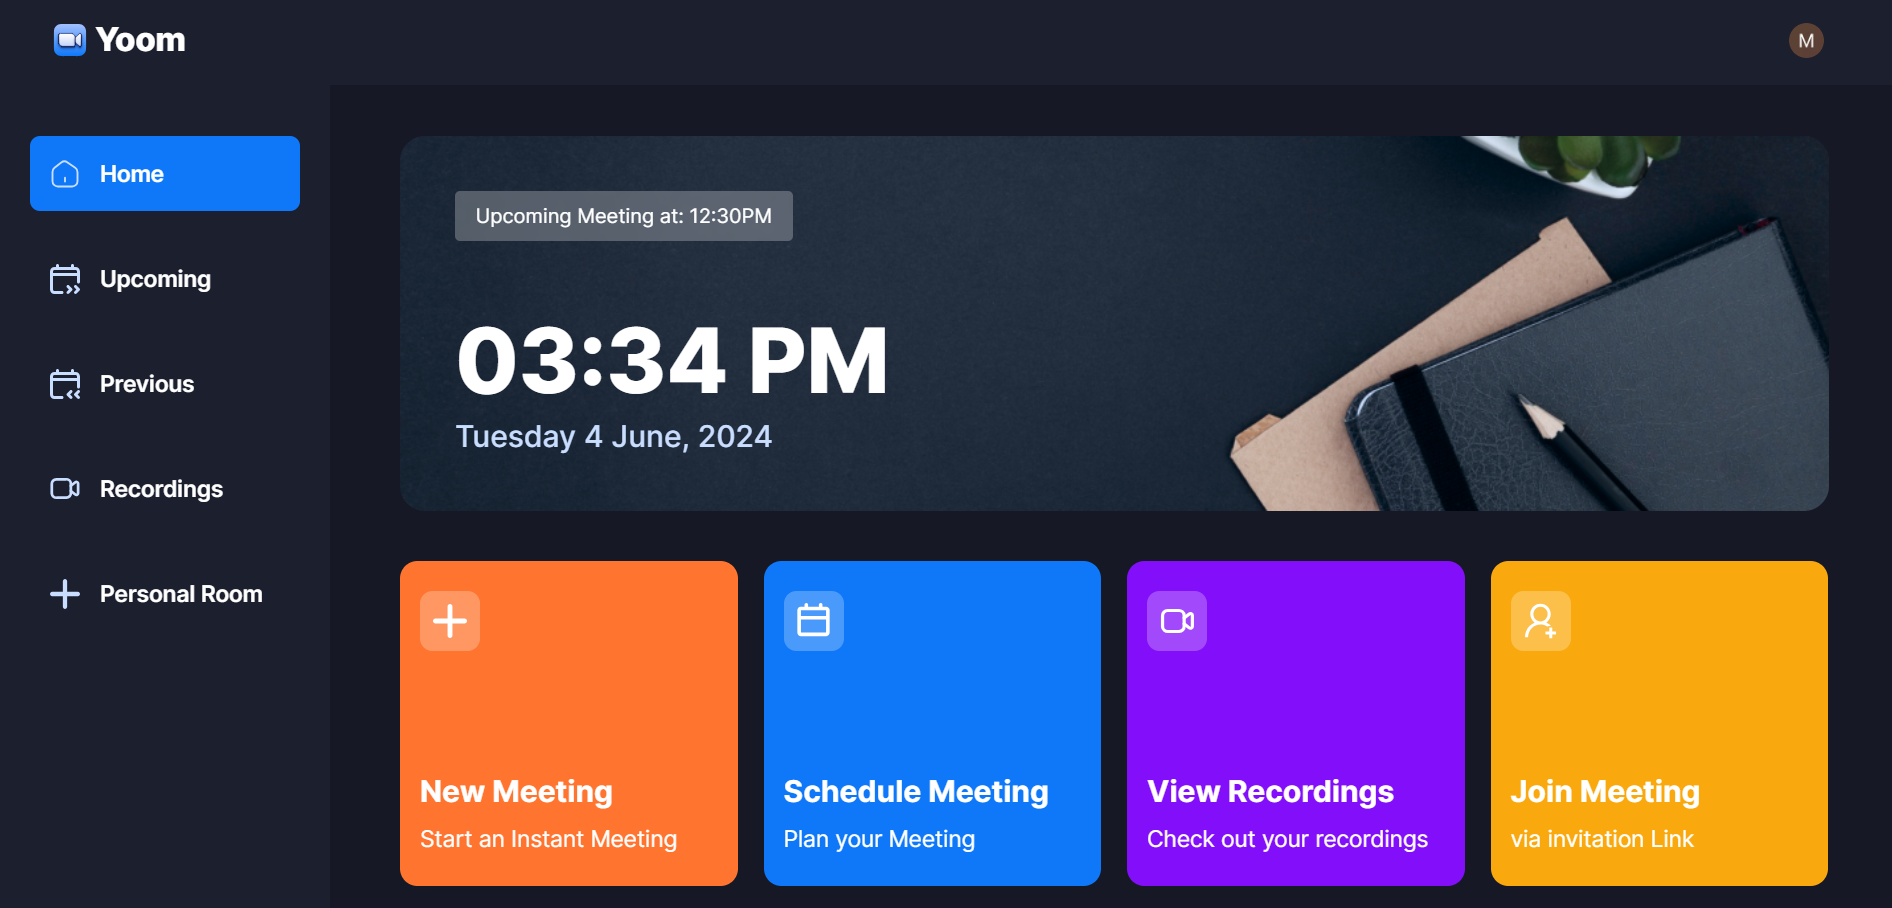 Yoom
M
Home
Upcoming
Previous
Recordings
Personal Room
Upcoming Meeting at: 12:30PM
03:34 PM
Tuesday 4 June, 2024
New Meeting
Start an Instant Meeting
Schedule Meeting
Plan your Meeting
View Recordings
Check out your recordings
Join Meeting
via invitation Link